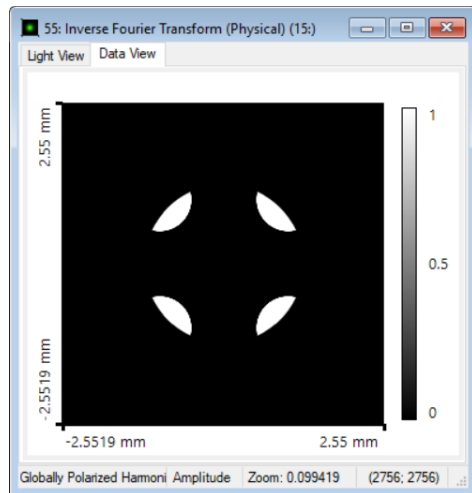 55: Inverse Fourier Transform (Physical) (15:)
Light View Data View
2.55 mm
1
0.5
0
-2.5519 mm
-2.5519 mm 2.55 mm
Globally Polarized Harmoni Amplitude Zoom: 0.099419 (2756; 2756)